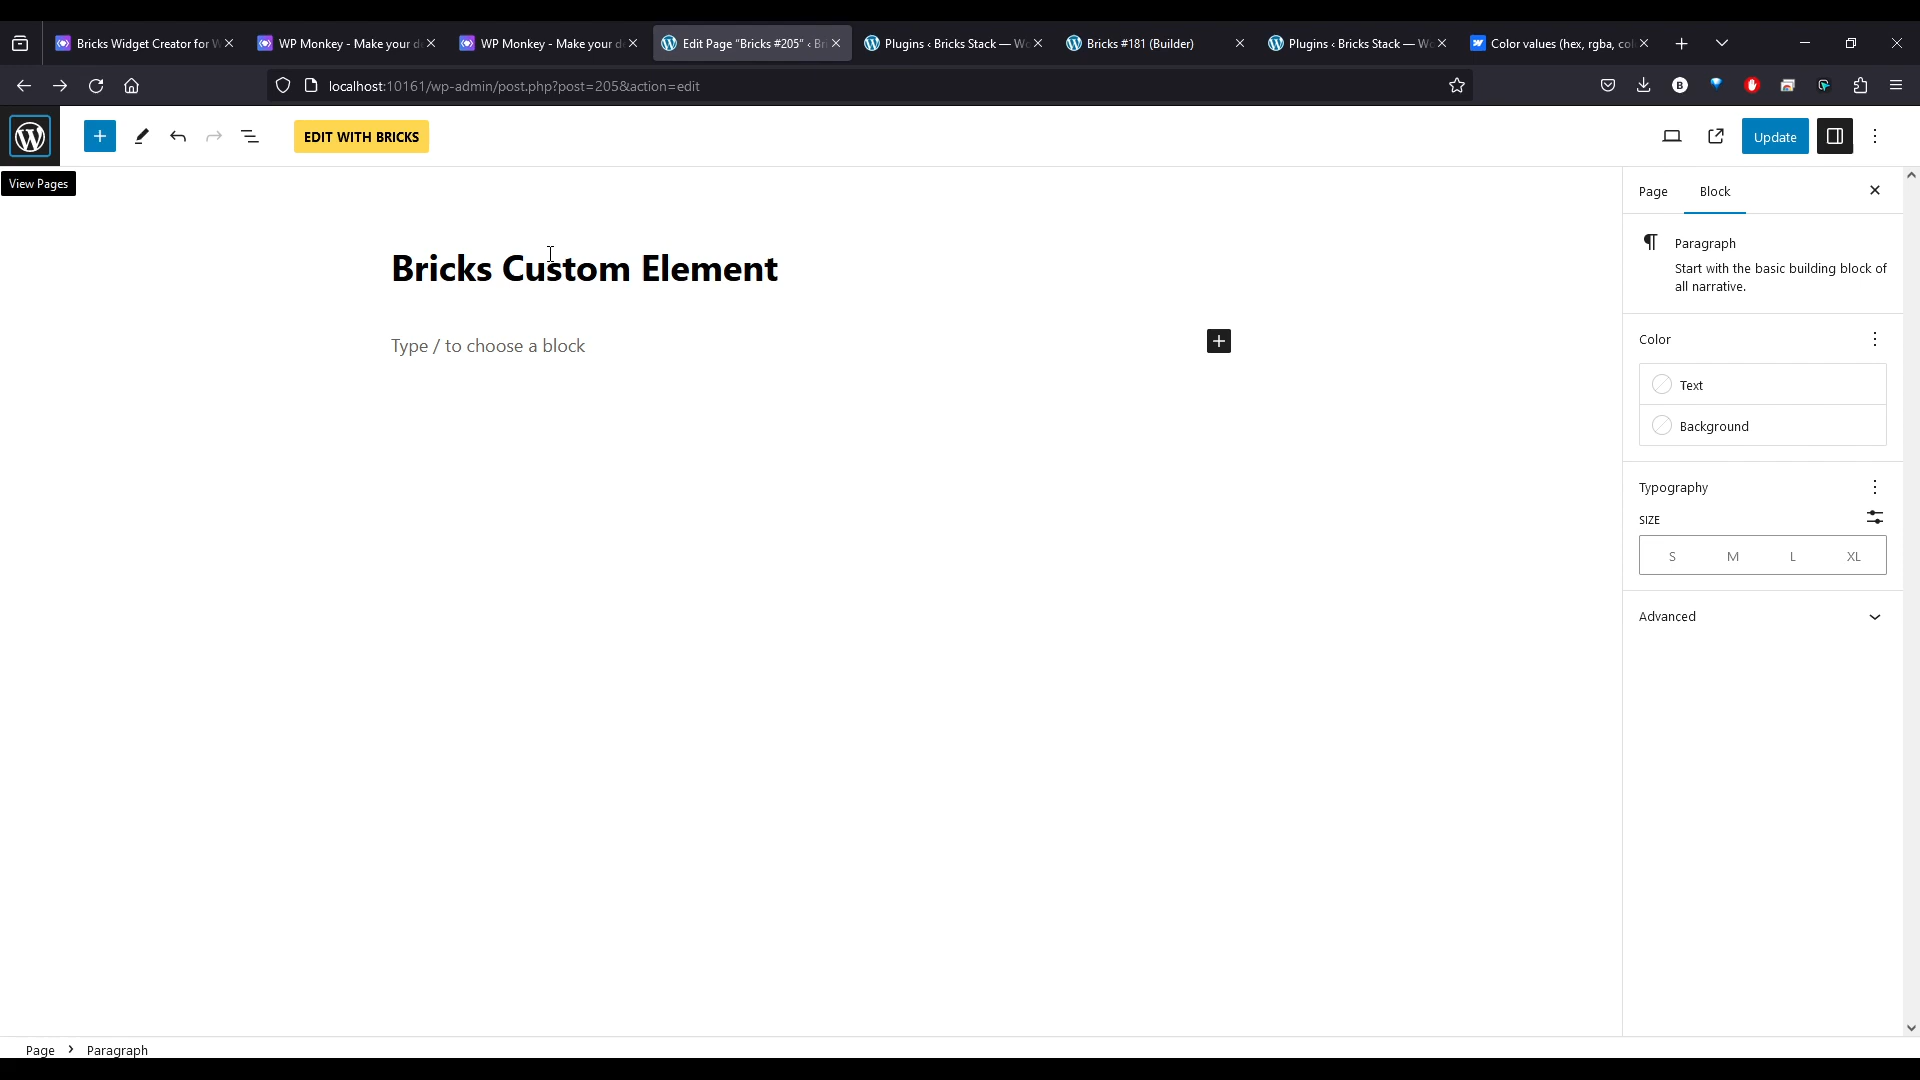 Bricks Widget Creator for W
WP Monkey - Make your d
WP Monkey - Make your d
Edit Page “Bricks #205” ‹ Br
Plugins ‹ Bricks Stack — Wo
Bricks #181 (Builder)
Plugins ‹ Bricks Stack — Wo
Color values (hex, rgba, col
localhost:10161/wp-admin/post.php?post=205&action=edit
EDIT WITH BRICKS
Update
View Pages
Page
Block
Bricks Custom Element
Type / to choose a block
Paragraph
Start with the basic building block of
all narrative.
Color
Text
Background
Typography
SIZE
S M L XL
Advanced
Page › Paragraph